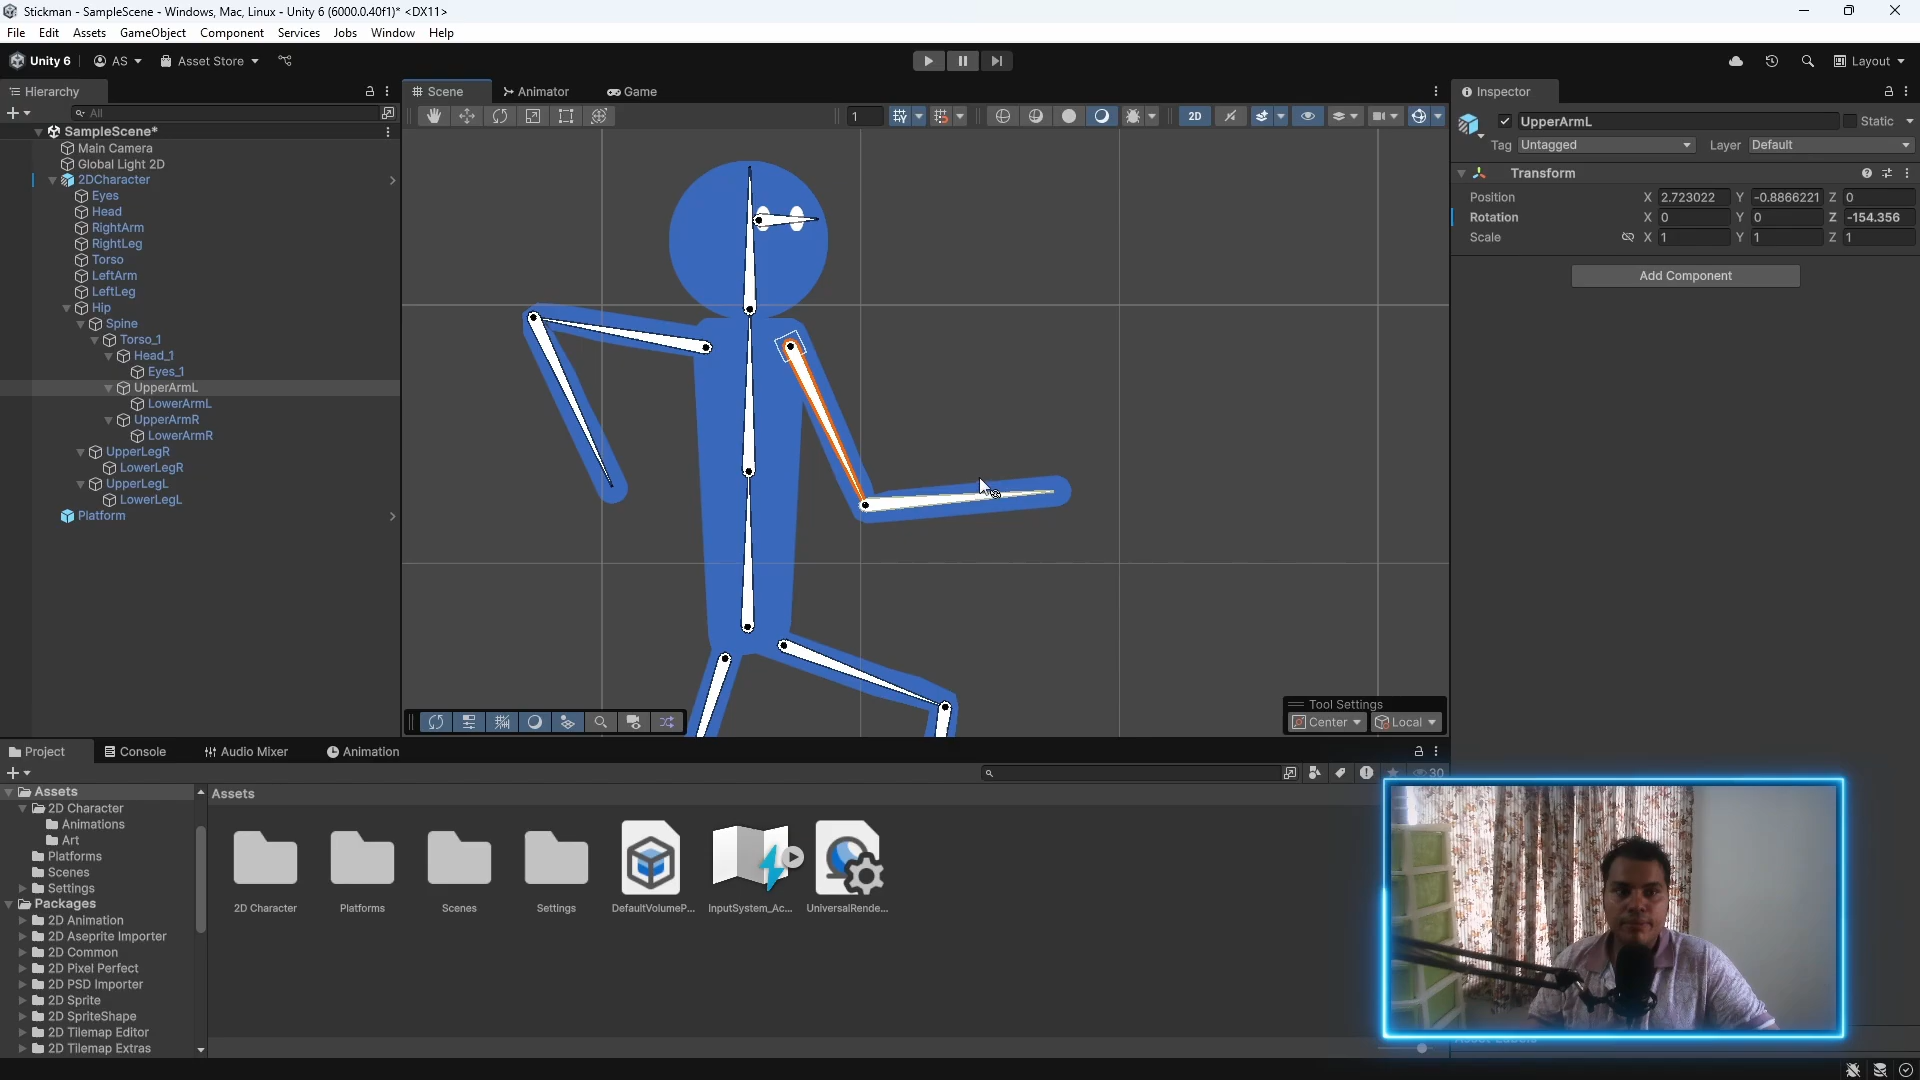 Stickman - SampleScene - Windows, Mac, Linux - Unity 6 (6000.0.40f1)* <DX11>
File Edit Assets GameObject Component Services Jobs Window Help
Unity 6 AS Asset Store Layout
Hierarchy
All
SampleScene*
Main Camera
Global Light 2D
2DCharacter
Eyes
Head
RightArm
RightLeg
Torso
LeftArm
LeftLeg
Hip
Spine
Torso_1
Head_1
Eyes_1
UpperArmL
LowerArmL
UpperArmR
LowerArmR
UpperLegR
LowerLegR
UpperLegL
LowerLegL
Platform
Scene Animator Game
1 2D
Tool Settings
Center Local
Inspector
UpperArmL Static
Tag Untagged Layer Default
Transform
Position X 2.723022 Y -0.8866221 Z 0
Rotation X 0 Y 0 Z -154.356
Scale X 1 Y 1 Z 1
Add Component
Project Console Audio Mixer Animation
30
Assets
2D Character
Animations
Art
Platforms
Scenes
Settings
Packages
2D Animation
2D Aseprite Importer
2D Common
2D Pixel Perfect
2D PSD Importer
2D Sprite
2D SpriteShape
2D Tilemap Editor
2D Tilemap Extras
Assets
2D Character Platforms Scenes Settings DefaultVolumeP... InputSystem_Ac... UniversalRende...